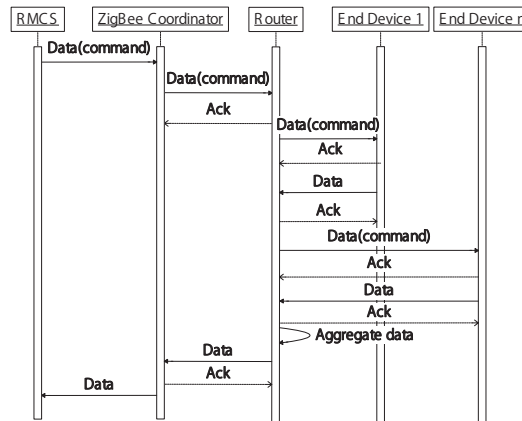 RMCS
ZigBee Coordinator
Router
End Device 1
End Device n
Data(command)
Data(command)
Ack
Data(command)
Ack
Data
Ack
Data(command)
Ack
Data
Ack
Aggregate data
Data
Ack
Data